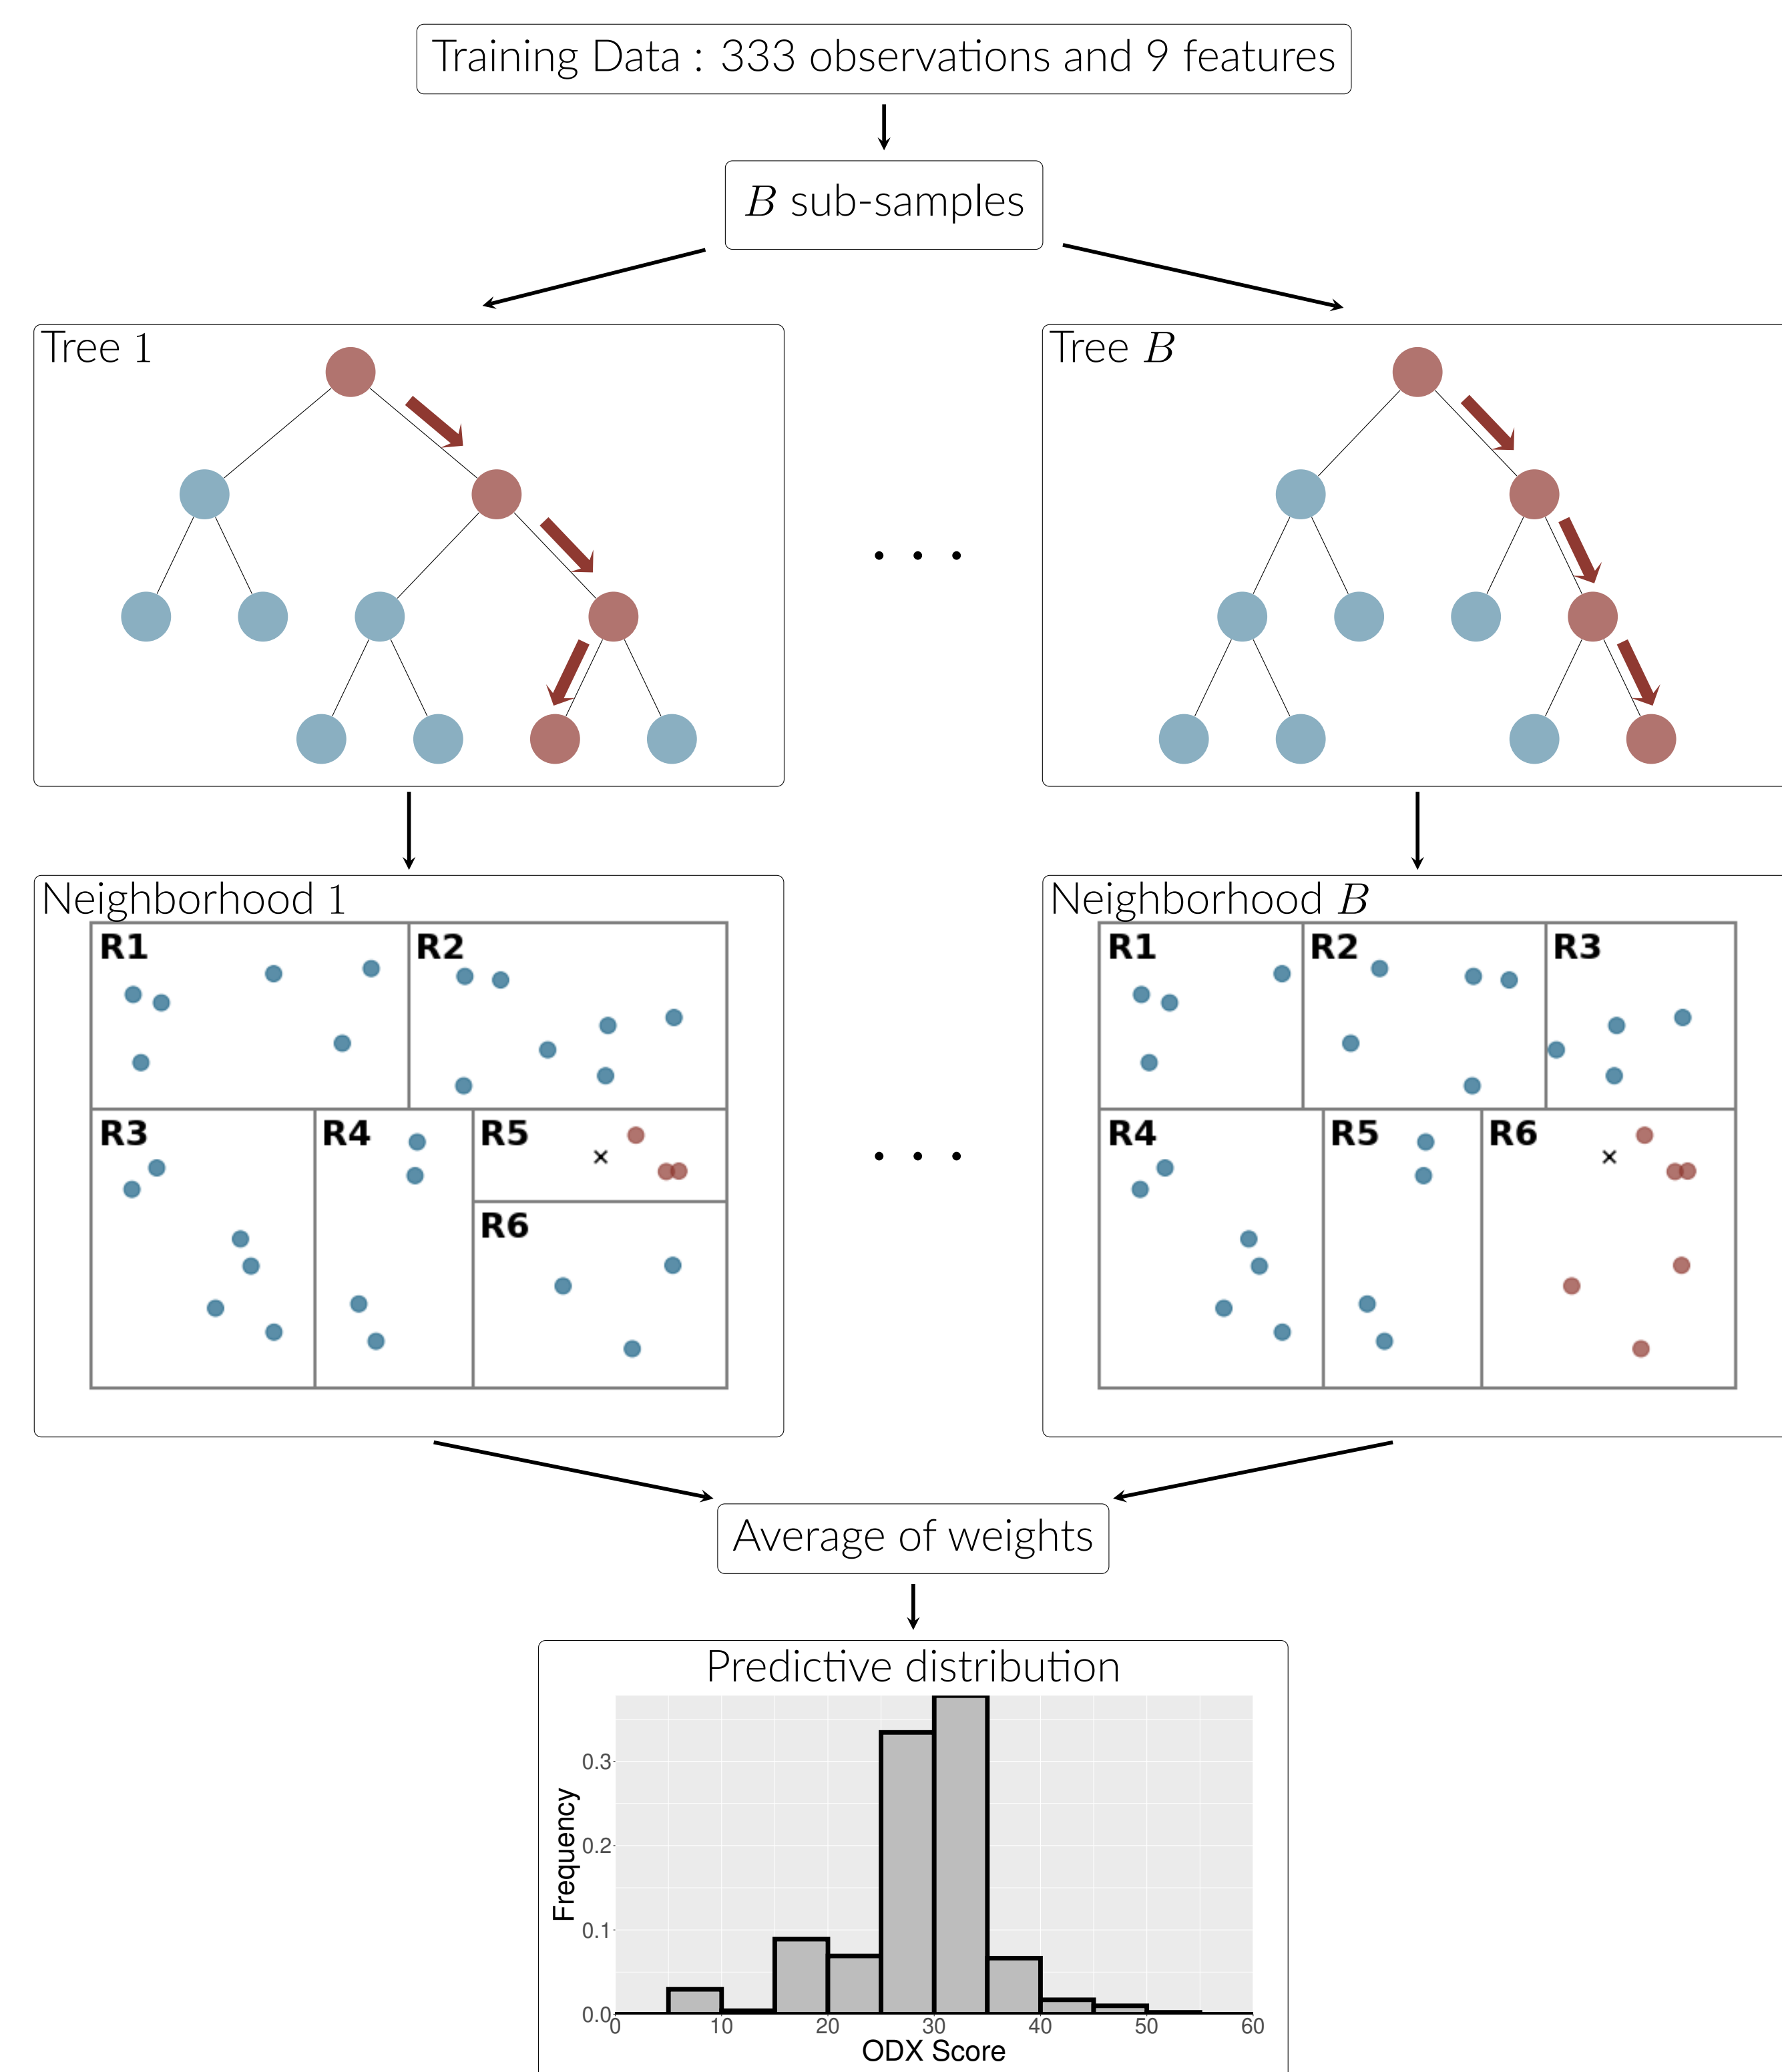 Training Data : 333 observations and 9 features
B sub-samples
Tree 1
Tree B
Neighborhood 1
R1
R2
R3
R4
R5
R6
Neighborhood B
R1
R2
R3
R4
R5
R6
Average of weights
Predictive distribution
Frequency
0.3
0.2
0.1
0.0
0 10 20 30 40 50 60
ODX Score